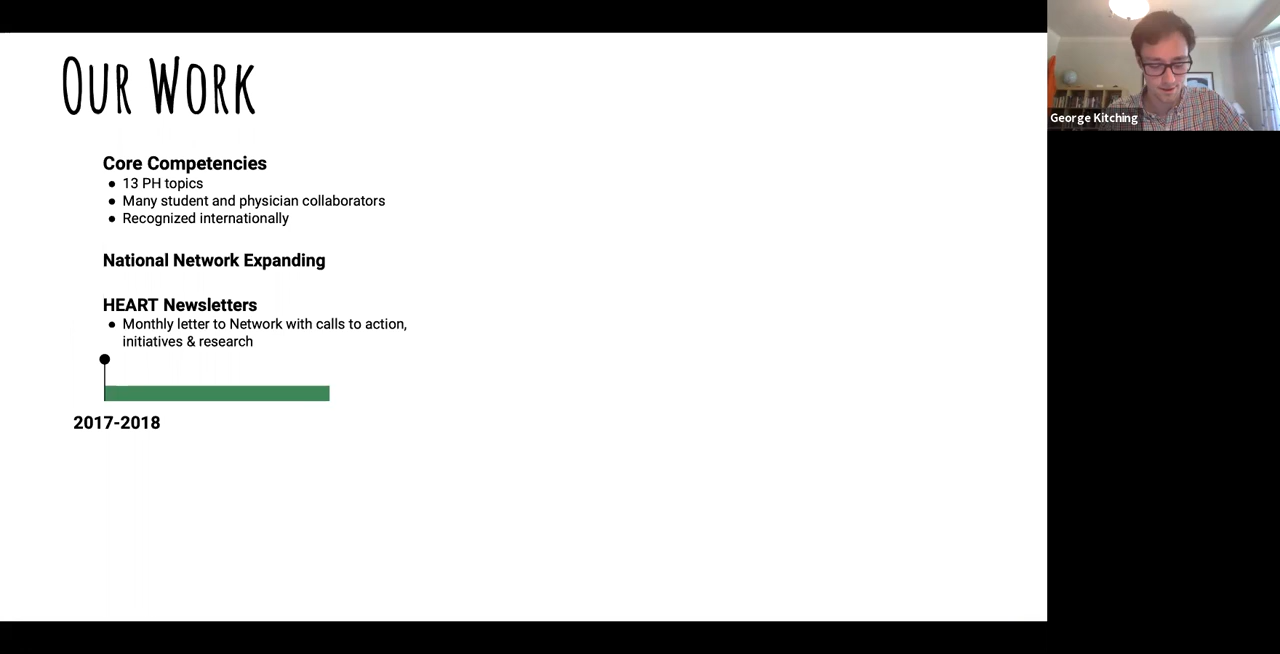 OUR WORK
Core Competencies
● 13 PH topics
● Many student and physician collaborators
● Recognized internationally
National Network Expanding
HEART Newsletters
● Monthly letter to Network with calls to action,
initiatives & research
2017-2018
George Kitching